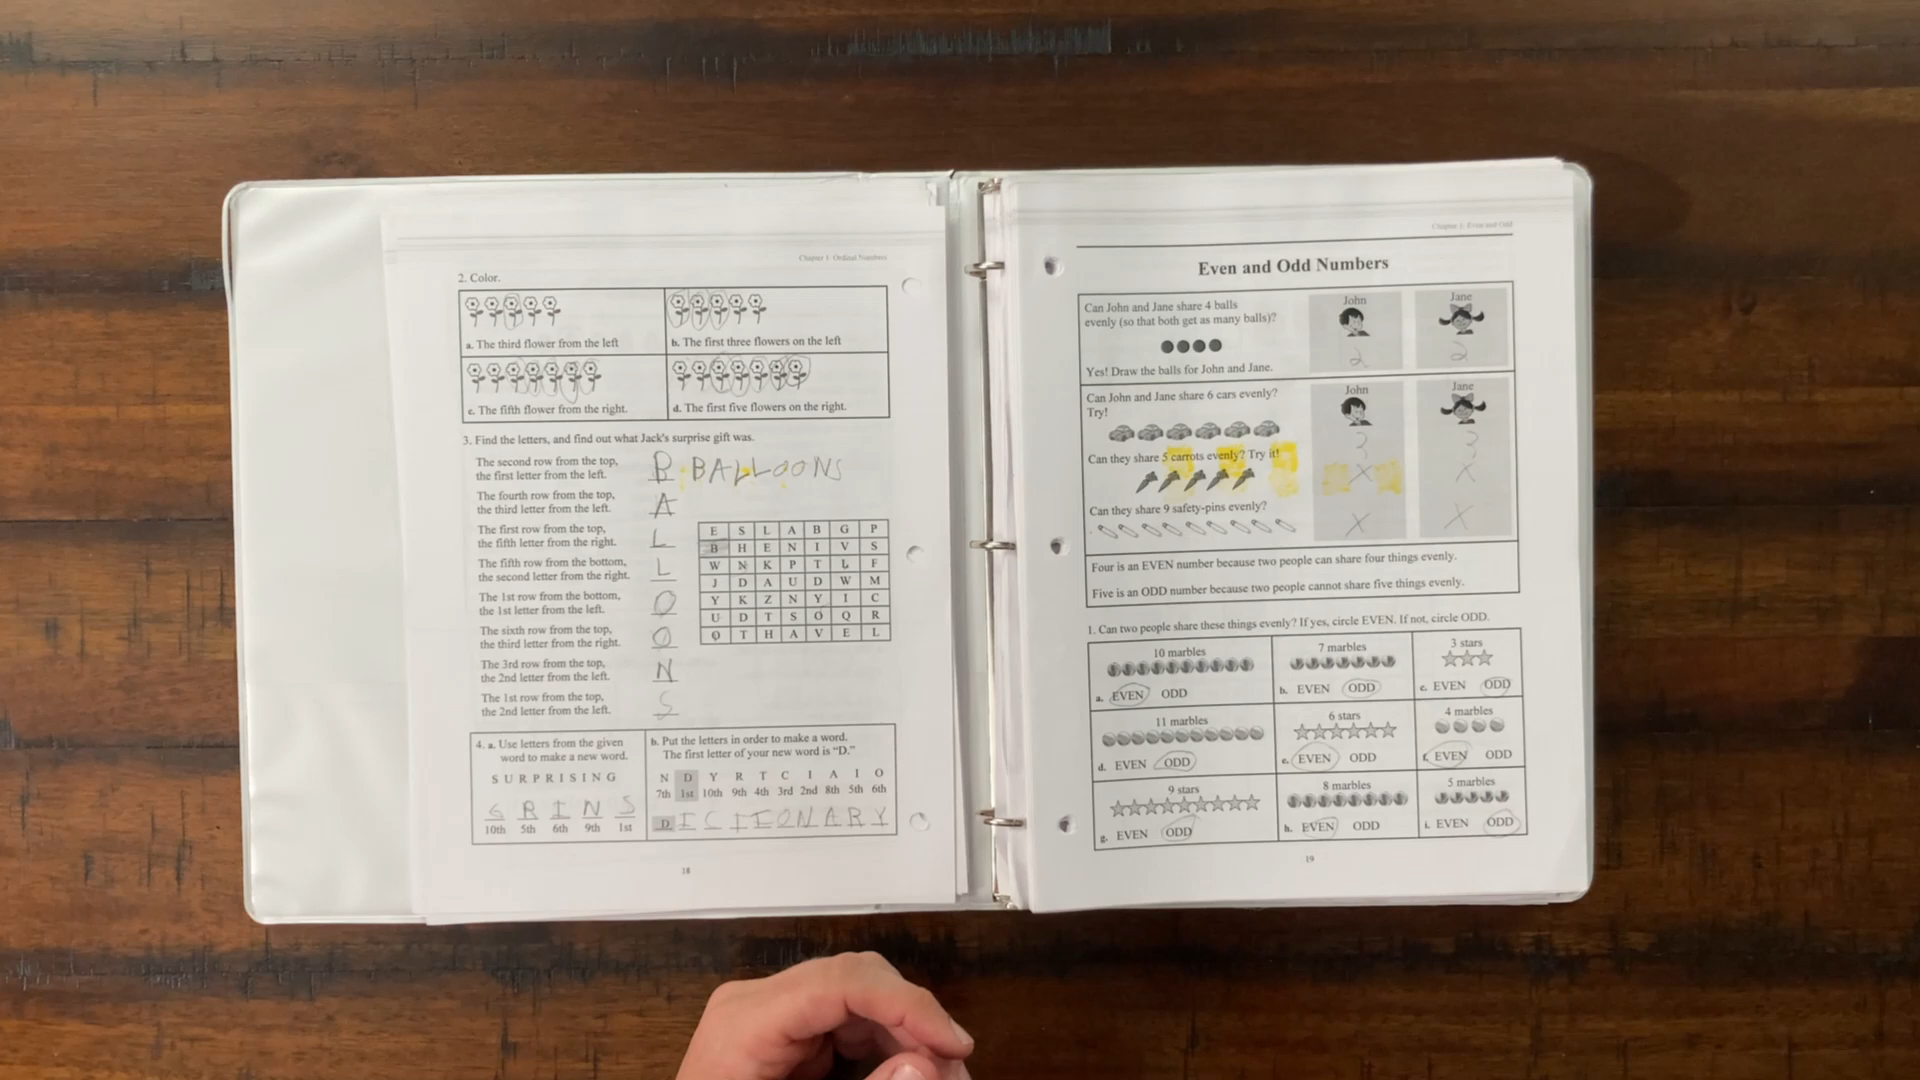 Chapter 1: Ordinal Numbers
2. Color.
a. The third flower from the left
b. The first three flowers on the left
c. The fifth flower from the right.
d. The first five flowers on the right.
3. Find the letters, and find out what Jack's surprise gift was.
The second row from the top,
the first letter from the left.
B BALLOONS
The fourth row from the top,
the third letter from the left.
A
The first row from the top,
the fifth letter from the right.
L
The fifth row from the bottom,
the second letter from the right.
L
The 1st row from the bottom,
the 1st letter from the left.
O
The sixth row from the top,
the third letter from the right.
O
The 3rd row from the top,
the 2nd letter from the left.
N
The 1st row from the top,
the 2nd letter from the left.
S
E S L A B G P
B H E N I V S
W N K P T L F
J D A U D W M
Y K Z N Y I C
U D T S O Q R
O T H A V E L
4. a. Use letters from the given
word to make a new word.
SURPRISING
G R I N S
10th 5th 6th 9th 1st
b. Put the letters in order to make a word.
The first letter of your new word is "D."
N D Y R T C I A I O
7th 1st 10th 9th 4th 3rd 2nd 8th 5th 6th
D I C T I O N A R Y
18
Chapter 1: Even and Odd
Even and Odd Numbers
Can John and Jane share 4 balls
evenly (so that both get as many balls)?
Yes! Draw the balls for John and Jane.
John Jane
2 2
Can John and Jane share 6 cars evenly?
Try!
John Jane
3 3
Can they share 5 carrots evenly? Try it!
X X
Can they share 9 safety-pins evenly?
X X
Four is an EVEN number because two people can share four things evenly.
Five is an ODD number because two people cannot share five things evenly.
1. Can two people share these things evenly? If yes, circle EVEN. If not, circle ODD.
10 marbles
a. EVEN ODD
7 marbles
b. EVEN ODD
3 stars
c. EVEN ODD
11 marbles
d. EVEN ODD
6 stars
e. EVEN ODD
4 marbles
f. EVEN ODD
9 stars
g. EVEN ODD
8 marbles
h. EVEN ODD
5 marbles
i. EVEN ODD
19